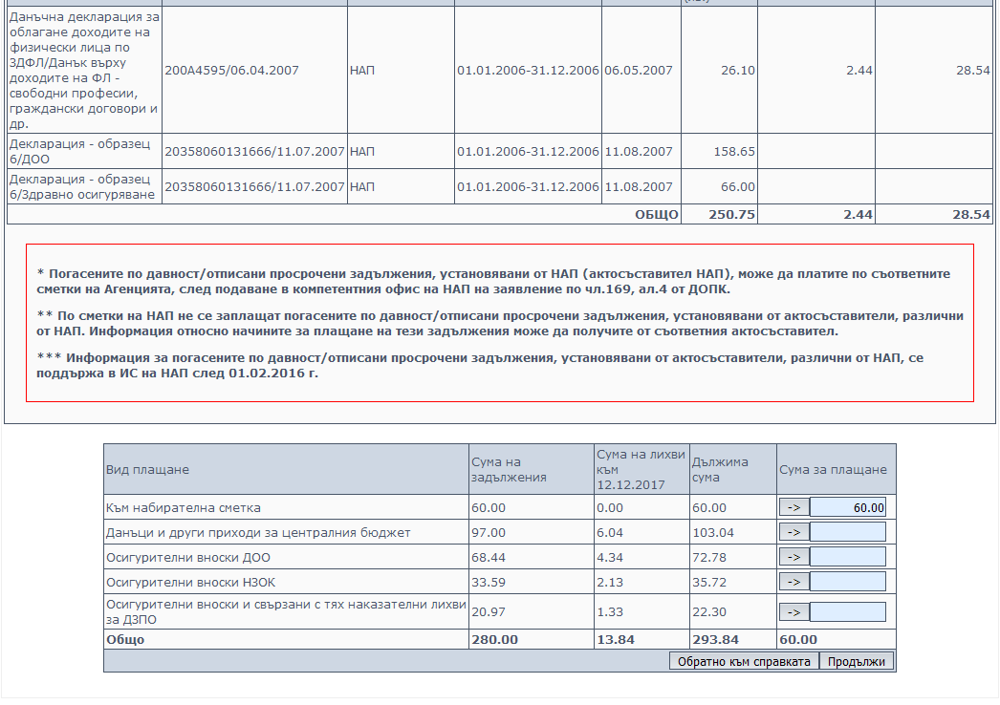 Данъчна декларация за
облагане доходите на
физически лица по
ЗДФЛ/Данък върху
доходите на ФЛ -
свободни професии,
граждански договори и
др.
200А4595/06.04.2007
НАП
01.01.2006-31.12.2006
06.05.2007
26.10
2.44
28.54
Декларация - образец
6/ДОО
20358060131666/11.07.2007
НАП
01.01.2006-31.12.2006
11.08.2007
158.65
Декларация - образец
6/Здравно осигуряване
20358060131666/11.07.2007
НАП
01.01.2006-31.12.2006
11.08.2007
66.00
ОБЩО
250.75
2.44
28.54
* Погасените по давност/отписани просрочени задължения, установявани от НАП (актосъставител НАП), може да платите по съответните
сметки на Агенцията, след подаване в компетентния офис на НАП на заявление по чл.169, ал.4 от ДОПК.
** По сметки на НАП не се заплащат погасените по давност/отписани просрочени задължения, установявани от актосъставители, различни
от НАП. Информация относно начините за плащане на тези задължения може да получите от съответния актосъставител.
*** Информация за погасените по давност/отписани просрочени задължения, установявани от актосъставители, различни от НАП, се
поддържа в ИС на НАП след 01.02.2016 г.
Вид плащане
Сума на
задължения
Сума на лихви
към
12.12.2017
Дължима
сума
Сума за плащане
Към набирателна сметка
60.00
0.00
60.00
->
60.00
Данъци и други приходи за централния бюджет
97.00
6.04
103.04
->
Осигурителни вноски ДОО
68.44
4.34
72.78
->
Осигурителни вноски НЗОК
33.59
2.13
35.72
->
Осигурителни вноски и свързани с тях наказателни лихви
за ДЗПО
20.97
1.33
22.30
->
Общо
280.00
13.84
293.84
60.00
Обратно към справката
Продължи